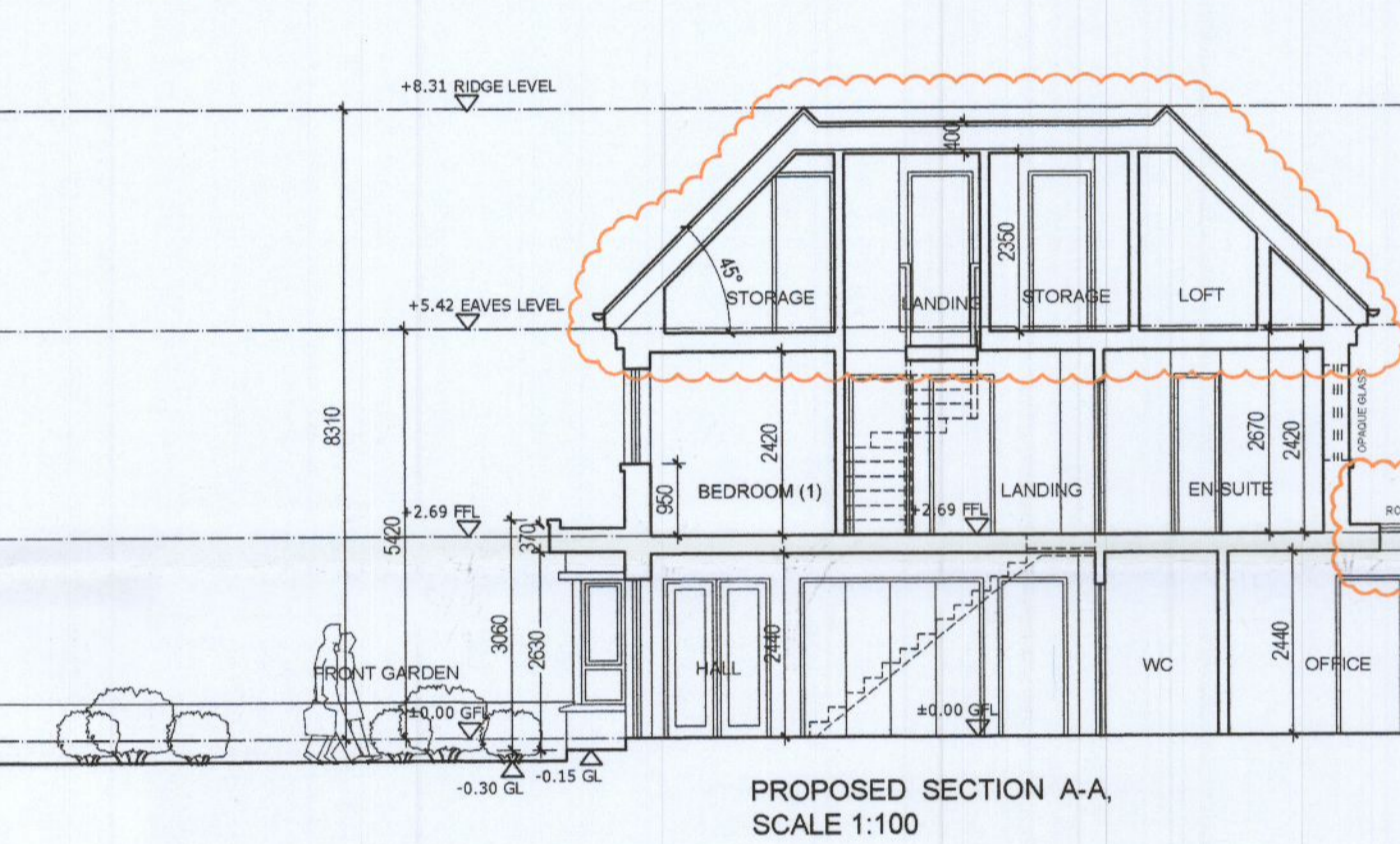 +8.31 RIDGE LEVEL
400
2350
45°
STORAGE
LANDING
STORAGE
LOFT
+5.42 EAVES LEVEL
8310
5420
OPAQUE GLASS
2420
2670
2420
950
BEDROOM (1)
LANDING
EN-SUITE
+2.69 FFL
+2.69 FFL
370
3060
2630
2440
2440
FRONT GARDEN
HALL
WC
OFFICE
±0.00 GFL
±0.00 GFL
-0.30 GL
-0.15 GL
PROPOSED SECTION A-A,
SCALE 1:100